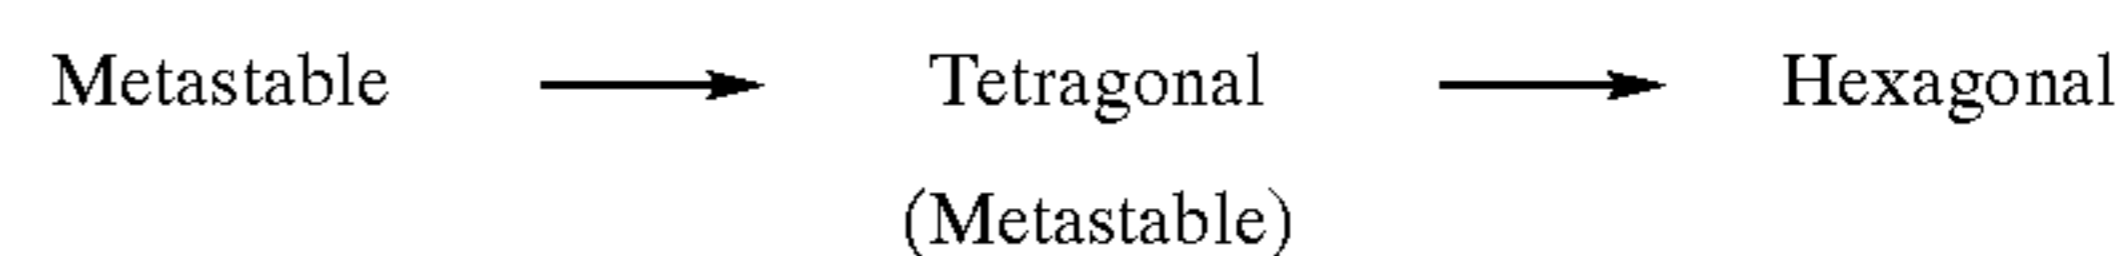 Metastable ⟶ Tetragonal ⟶ Hexagonal
(Metastable)